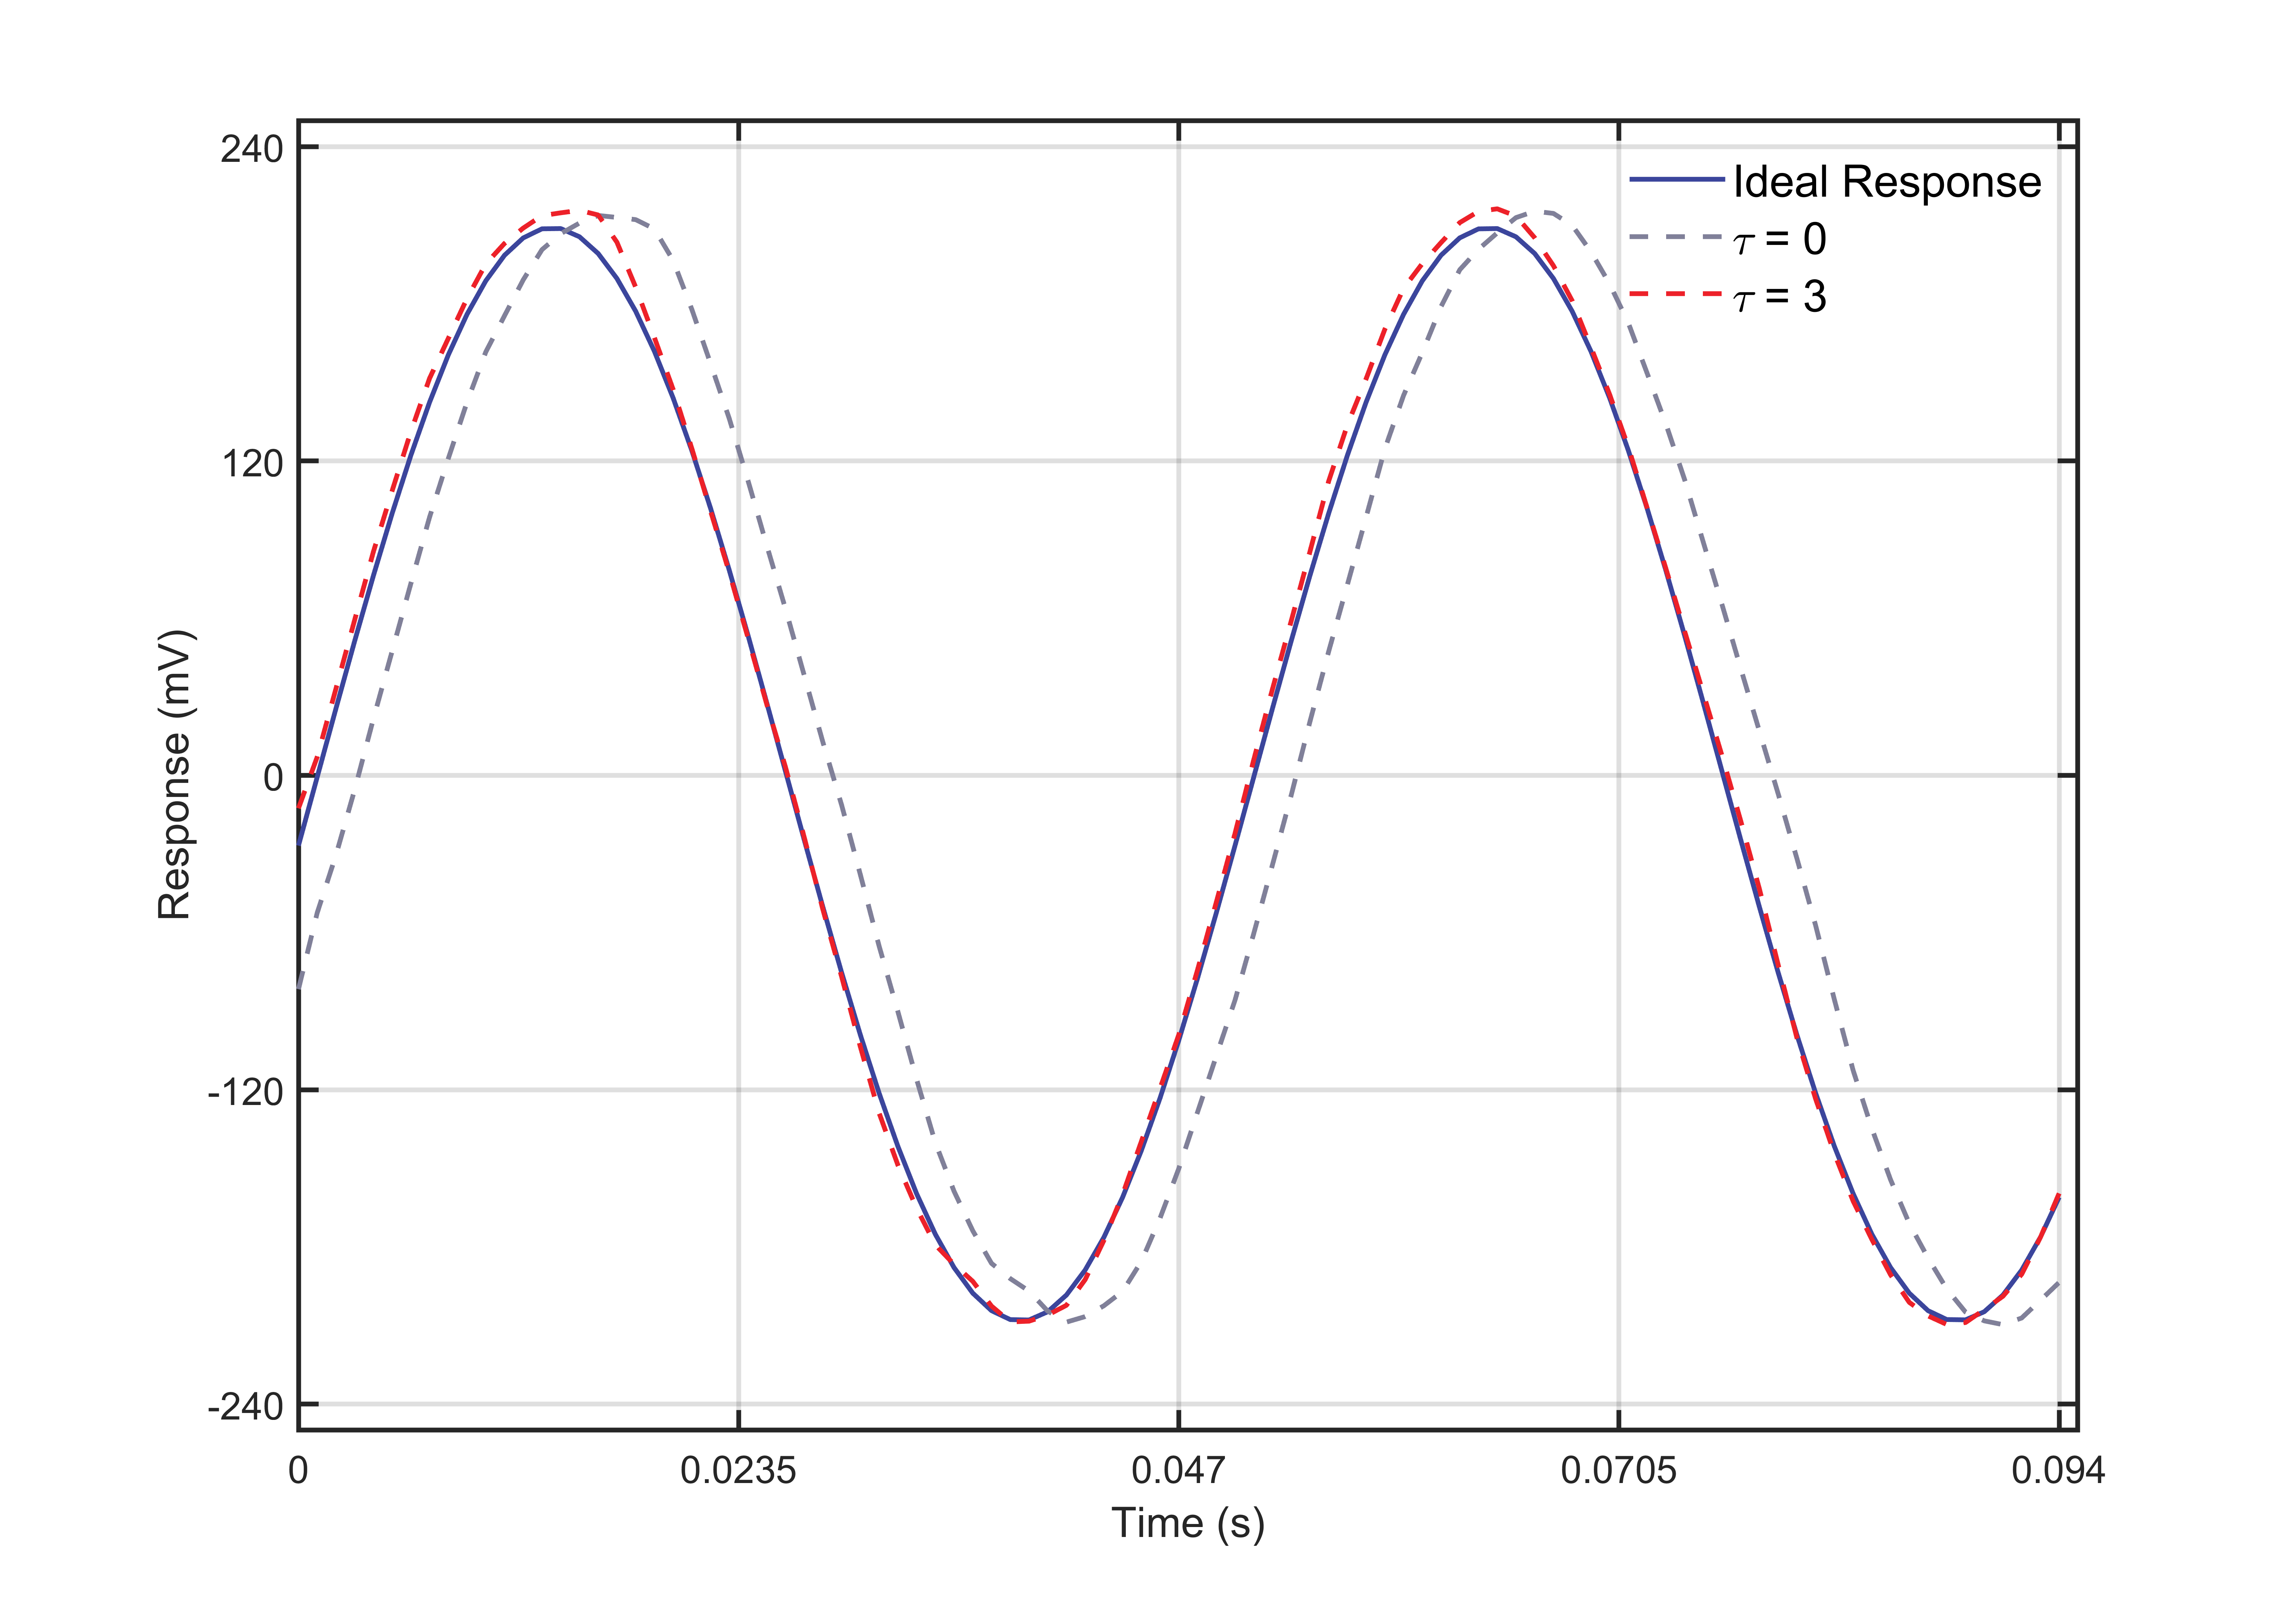 240
120
0
-120
-240
Response (mV)
Ideal Response
τ = 0
τ = 3
0 0.0235 0.047 0.0705 0.094
Time (s)